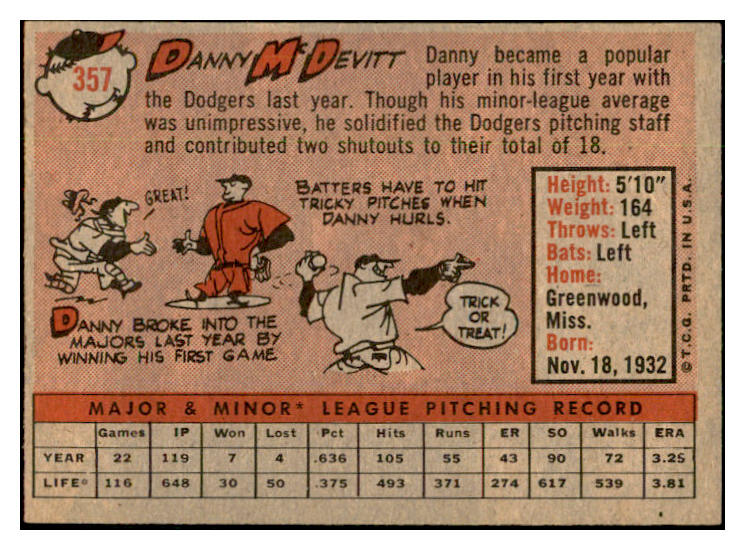 357
DANNY McDEVITT
Danny became a popular
player in his first year with
the Dodgers last year. Though his minor-league average
was unimpressive, he solidified the Dodgers pitching staff
and contributed two shutouts to their total of 18.
GREAT!
BATTERS HAVE TO HIT
TRICKY PITCHES WHEN
DANNY HURLS.
TRICK
OR
TREAT!
DANNY BROKE INTO THE
MAJORS LAST YEAR BY
WINNING HIS FIRST GAME
Height: 5'10"
Weight: 164
Throws: Left
Bats: Left
Home:
Greenwood,
Miss.
Born:
Nov. 18, 1932
© T.C.G. PRTD. IN U.S.A.
MAJOR & MINOR* LEAGUE PITCHING RECORD
Games IP Won Lost Pct Hits Runs ER SO Walks ERA
YEAR 22 119 7 4 .636 105 55 43 90 72 3.25
LIFE* 116 648 30 50 .375 493 371 274 617 539 3.81